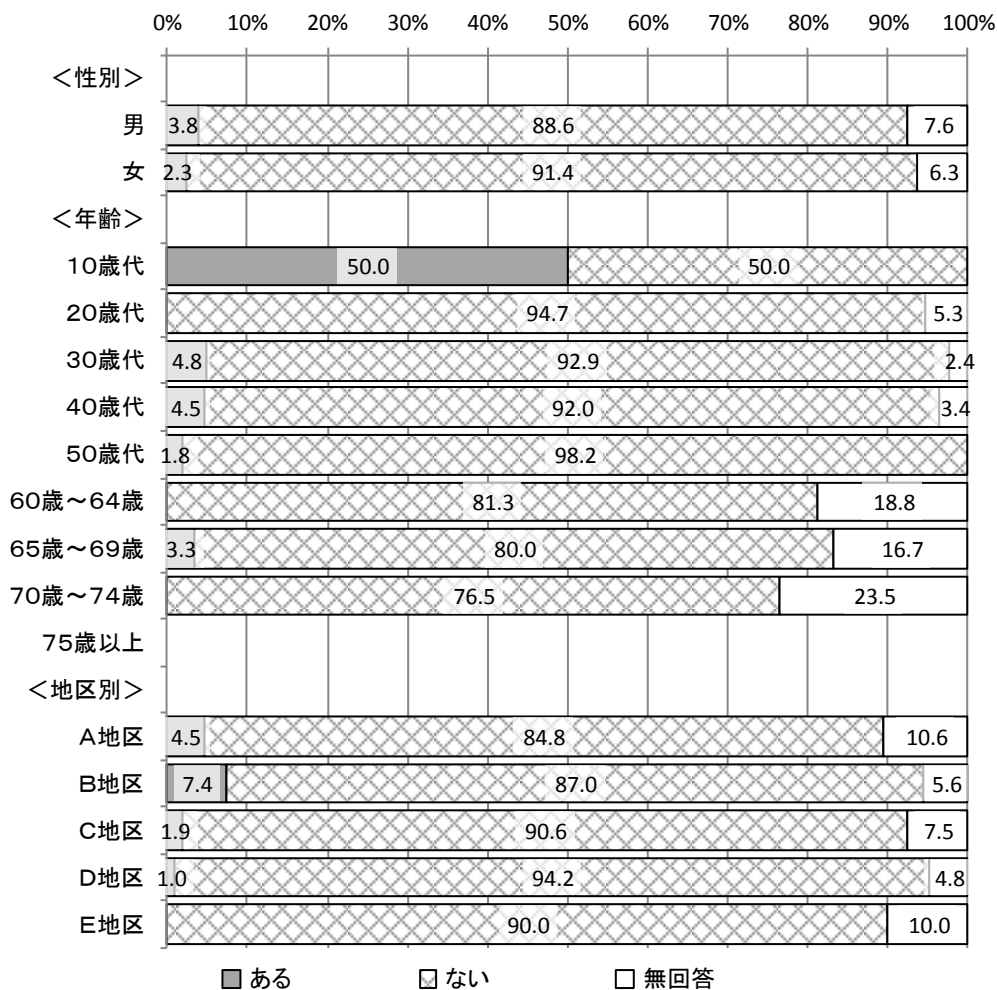 0% 10% 20% 30% 40% 50% 60% 70% 80% 90% 100%
＜性別＞
男 3.8 88.6 7.6
女 2.3 91.4 6.3
＜年齢＞
10歳代 50.0 50.0
20歳代 94.7 5.3
30歳代 4.8 92.9 2.4
40歳代 4.5 92.0 3.4
50歳代 1.8 98.2
60歳～64歳 81.3 18.8
65歳～69歳 3.3 80.0 16.7
70歳～74歳 76.5 23.5
75歳以上
＜地区別＞
A地区 4.5 84.8 10.6
B地区 7.4 87.0 5.6
C地区 1.9 90.6 7.5
D地区 1.0 94.2 4.8
E地区 90.0 10.0
ある ない 無回答